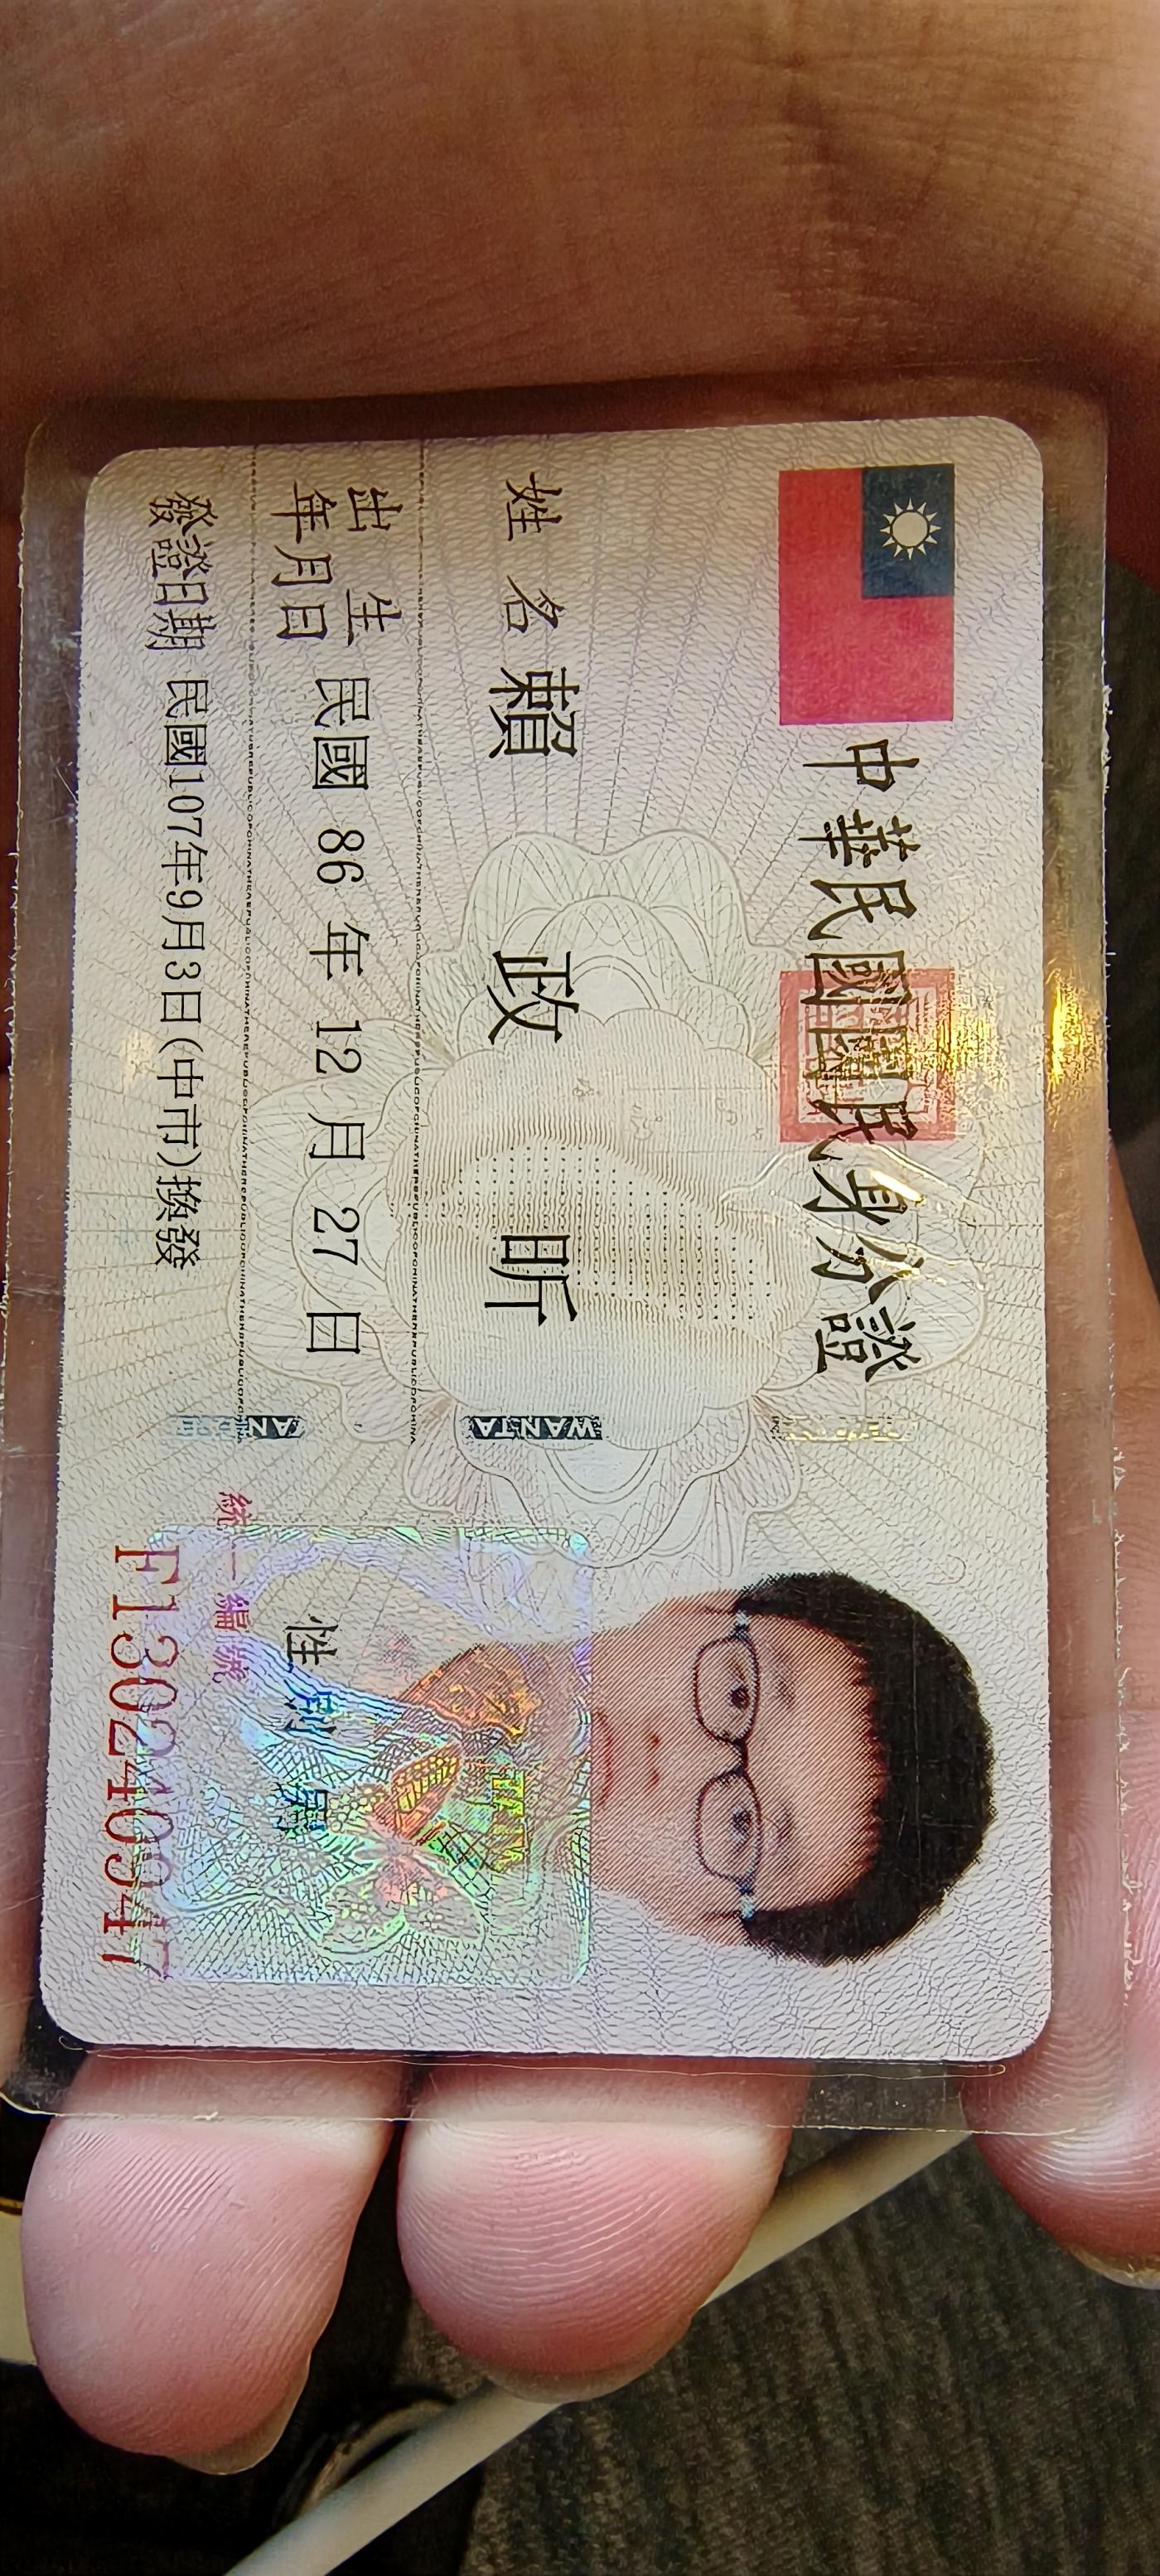 中華民國國民身分證
姓名 賴 政 昕
出生
年月日 民國 86 年 12 月 27 日
性別 男
發證日期 民國107年9月3日(中市)換發
統一編號
F130240947